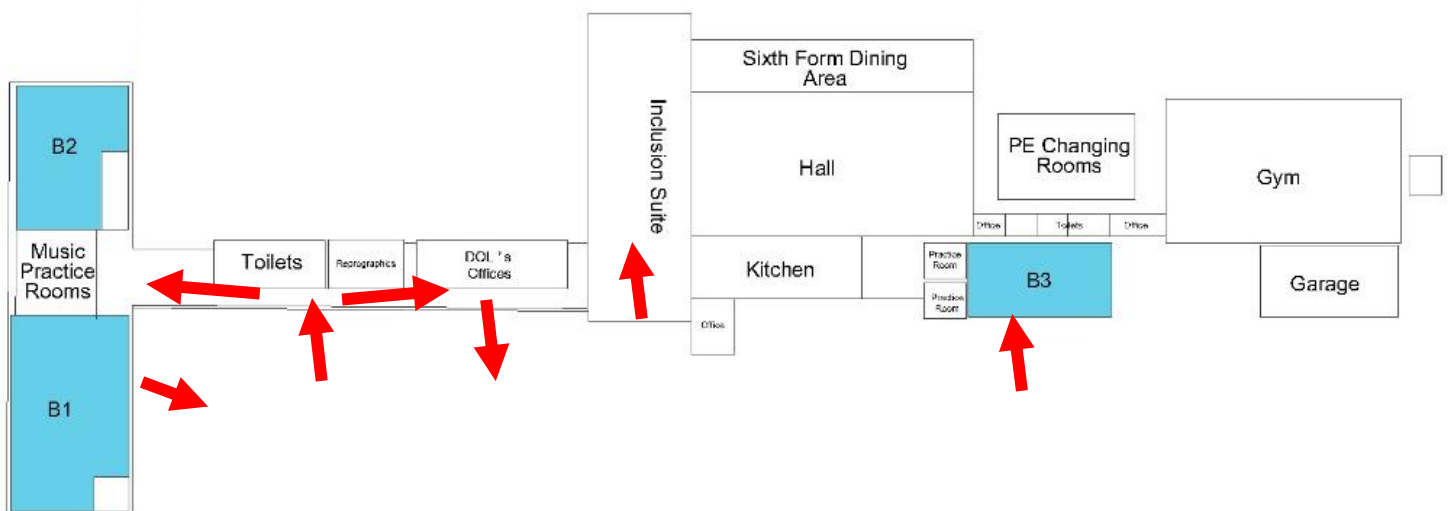 Sixth Form Dining
Area
Inclusion Suite
B2
PE Changing
Rooms
Hall
Gym
Office
Toilets
Office
Music
Practice
Rooms
Toilets
Reprographics
DOL's
Offices
Kitchen
Practice
Room
Practice
Room
B3
Garage
Office
B1